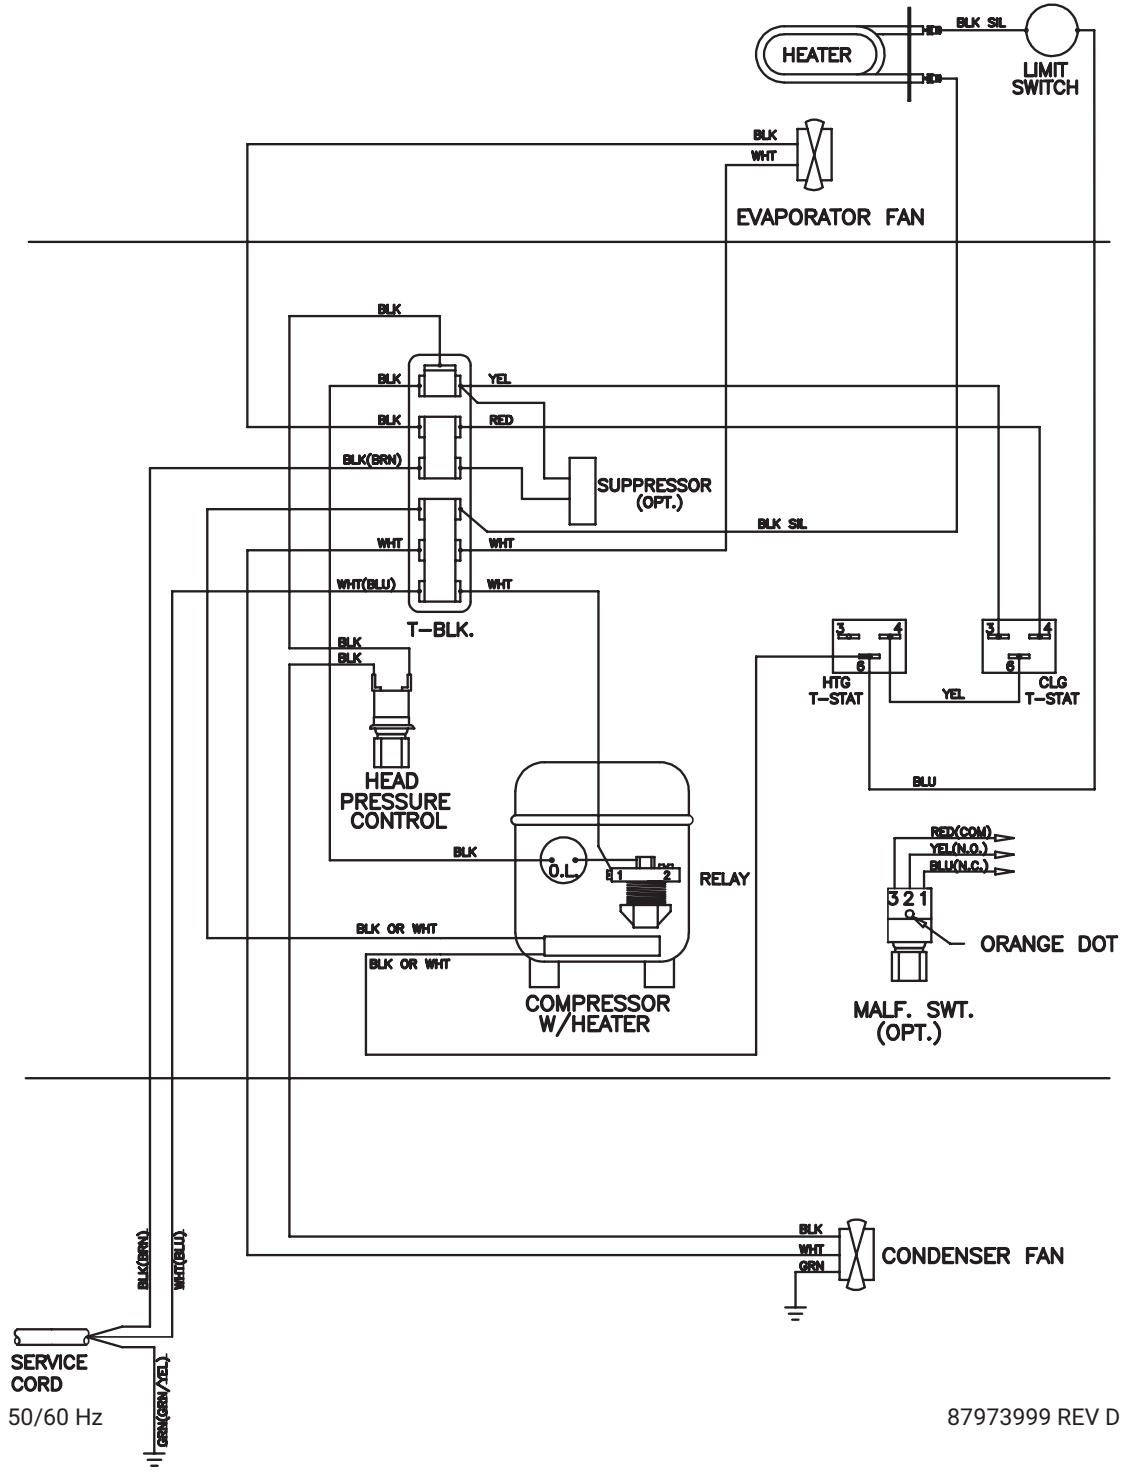 BLK SIL
HEATER
LIMIT
SWITCH
BLK
WHT
EVAPORATOR FAN
BLK
BLK
YEL
BLK
RED
BLK(BRN)
SUPPRESSOR
(OPT.)
BLK SIL
WHT
WHT
WHT(BLU)
WHT
T-BLK.
3
4
6
3
4
6
BLK
BLK
HTG
T-STAT
CLG
T-STAT
YEL
HEAD
PRESSURE
CONTROL
BLU
BLK
O.L.
1
2
RELAY
RED(COM)
YEL(N.O.)
BLU(N.C.)
3 2 1
ORANGE DOT
BLK OR WHT
BLK OR WHT
COMPRESSOR
W/HEATER
MALF. SWT.
(OPT.)
BLK
WHT
GRN
CONDENSER FAN
BLK(BRN)
WHT(BLU)
SERVICE
CORD
GRN(GRN/YEL)
50/60 Hz
87973999 REV D